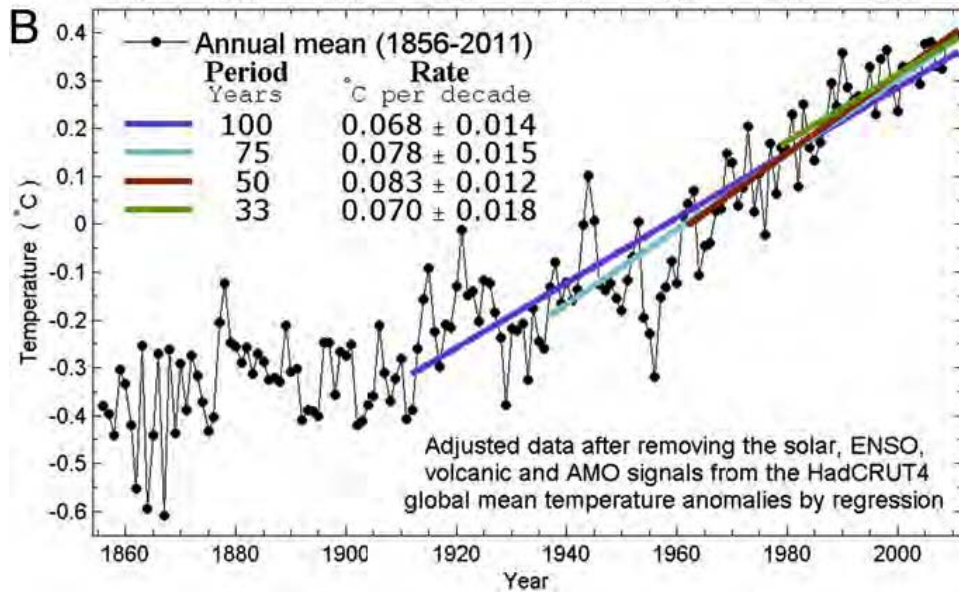 B
Annual mean (1856-2011)
Period Rate
Years °C per decade
100 0.068 ± 0.014
75 0.078 ± 0.015
50 0.083 ± 0.012
33 0.070 ± 0.018
Adjusted data after removing the solar, ENSO,
volcanic and AMO signals from the HadCRUT4
global mean temperature anomalies by regression
Temperature (°C)
0.4
0.3
0.2
0.1
0
-0.1
-0.2
-0.3
-0.4
-0.5
-0.6
1860 1880 1900 1920 1940 1960 1980 2000
Year